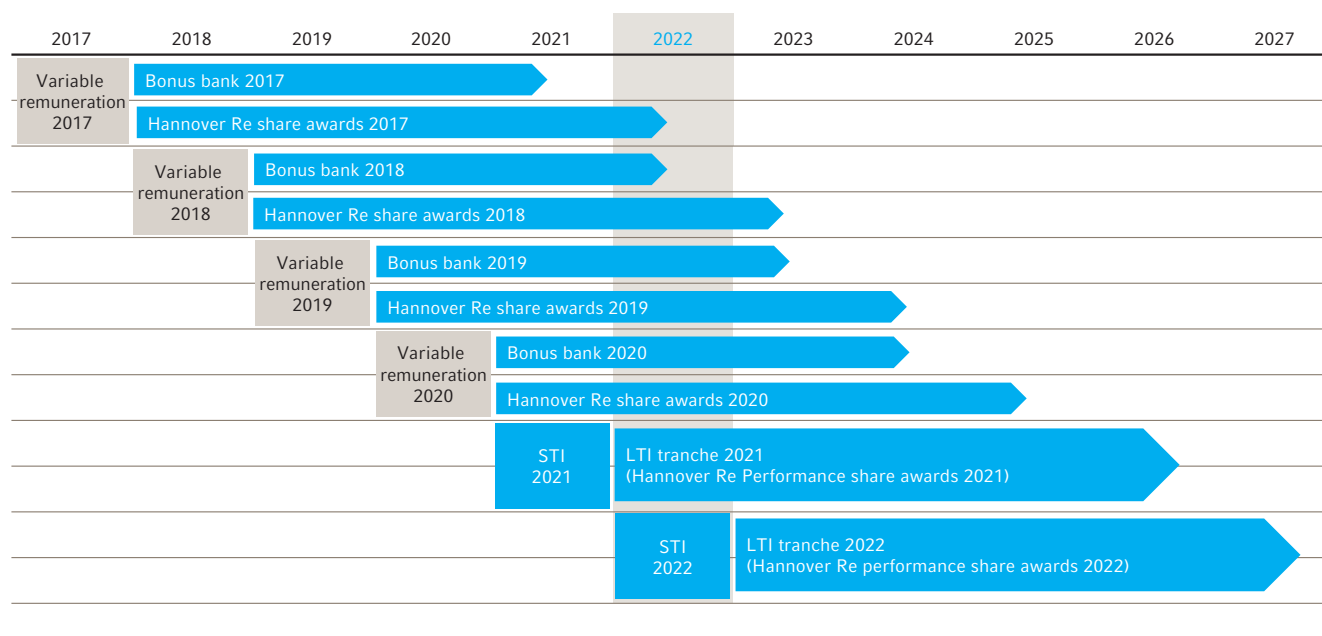 2017 2018 2019 2020 2021 2022 2023 2024 2025 2026 2027
Variable
remuneration
2017
Bonus bank 2017
Hannover Re share awards 2017
Variable
remuneration
2018
Bonus bank 2018
Hannover Re share awards 2018
Variable
remuneration
2019
Bonus bank 2019
Hannover Re share awards 2019
Variable
remuneration
2020
Bonus bank 2020
Hannover Re share awards 2020
STI
2021
LTI tranche 2021
(Hannover Re Performance share awards 2021)
STI
2022
LTI tranche 2022
(Hannover Re performance share awards 2022)